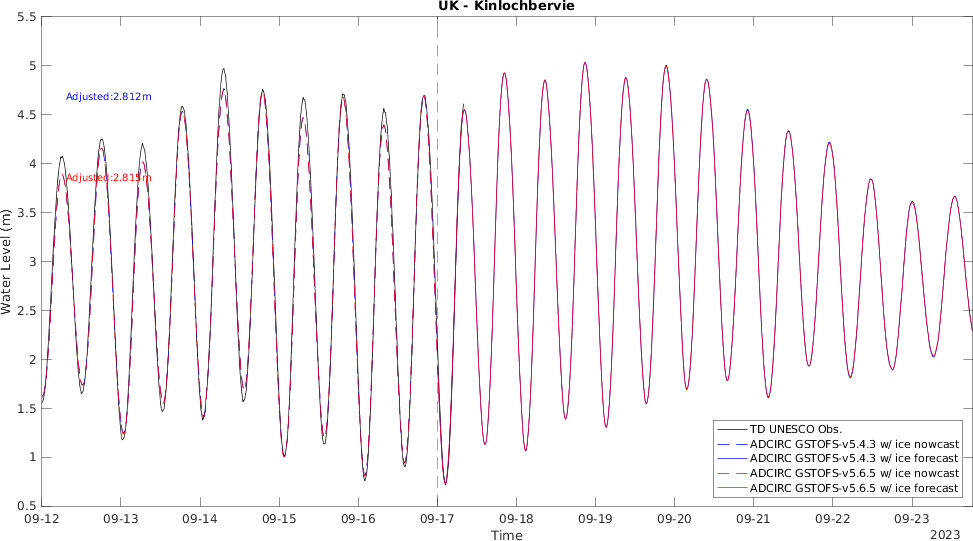 UK - Kinlochbervie
5.5
5
4.5
4
3.5
3
2.5
2
1.5
1
0.5
Water Level (m)
Adjusted:2.812m
Adjusted:2.815m
TD UNESCO Obs.
ADCIRC GSTOFS-v5.4.3 w/ ice nowcast
ADCIRC GSTOFS-v5.4.3 w/ ice forecast
ADCIRC GSTOFS-v5.6.5 w/ ice nowcast
ADCIRC GSTOFS-v5.6.5 w/ ice forecast
09-12 09-13 09-14 09-15 09-16 09-17 09-18 09-19 09-20 09-21 09-22 09-23
Time
2023